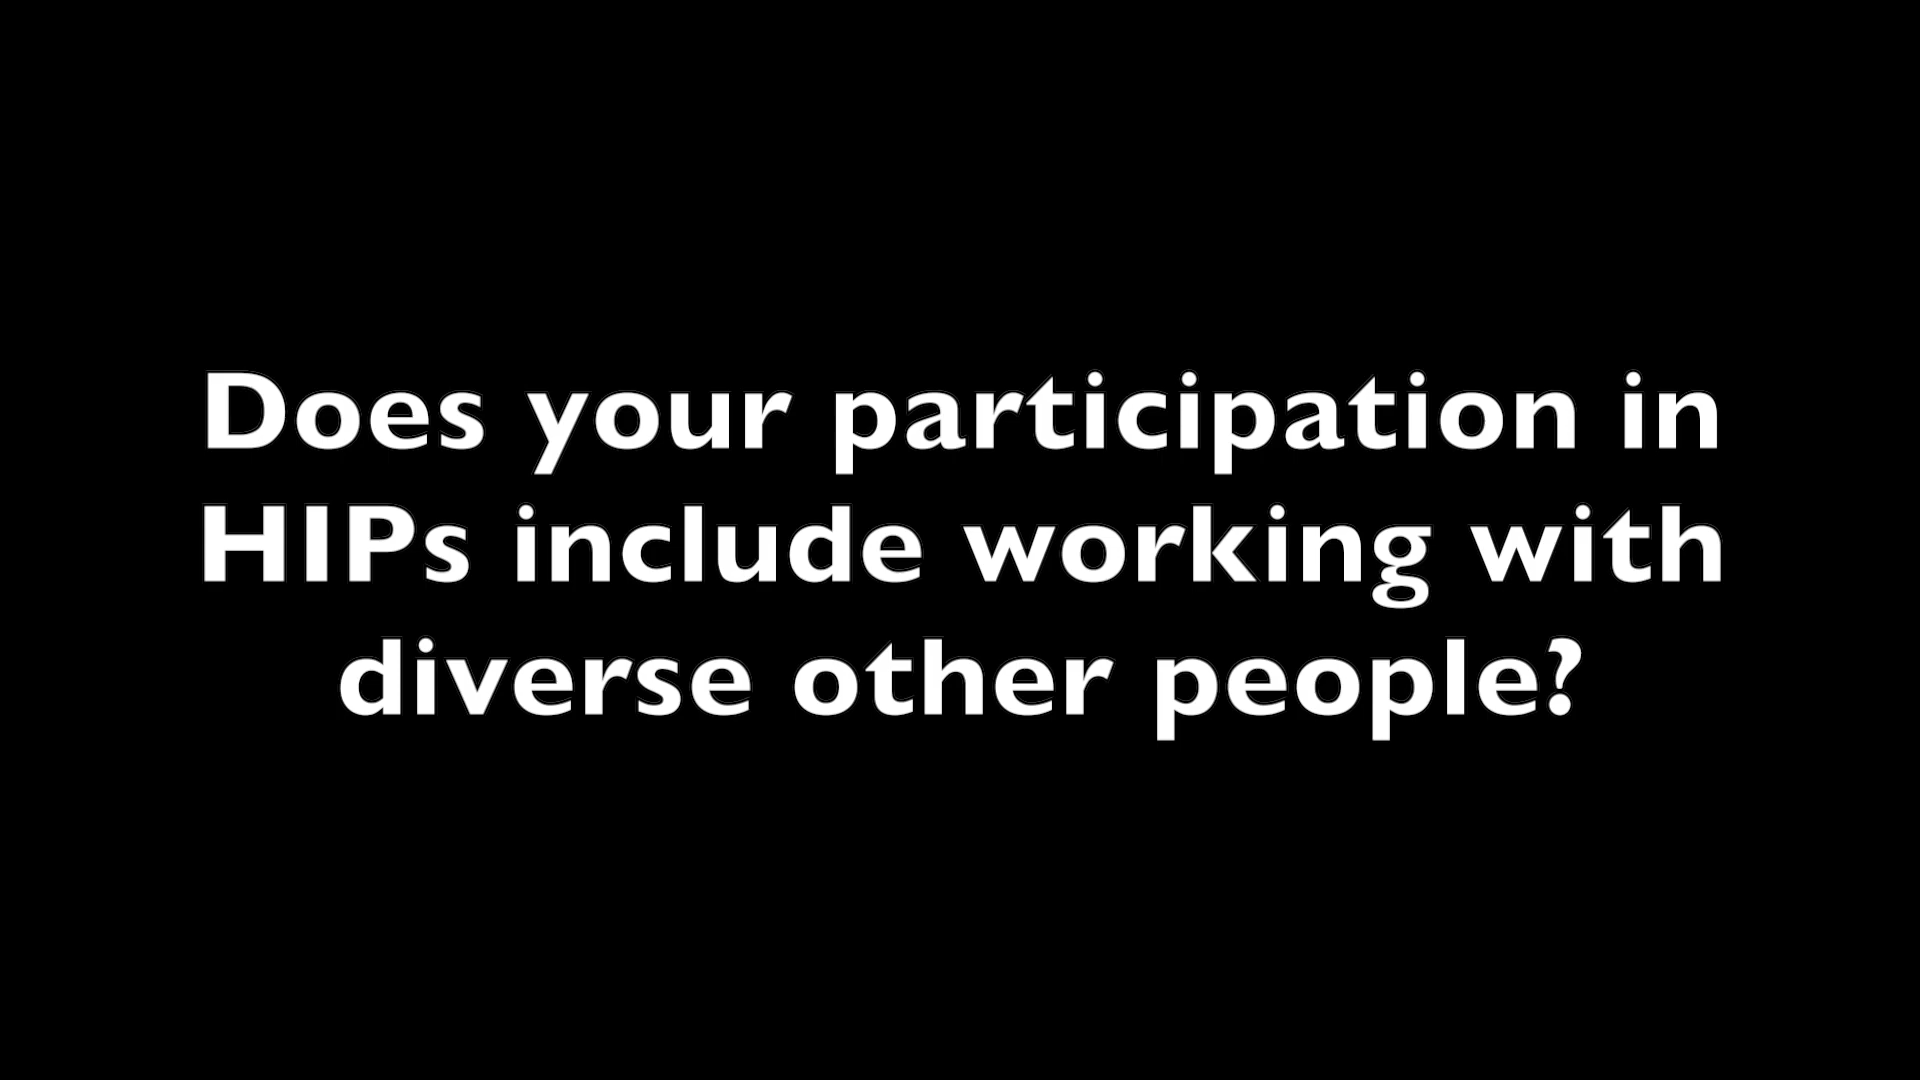 Does your participation in
HIPs include working with
diverse other people?